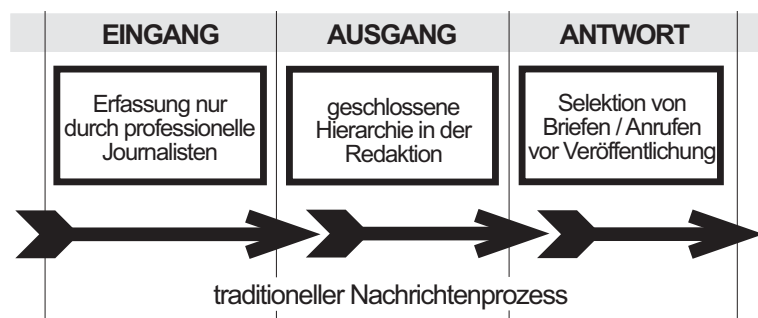 EINGANG AUSGANG ANTWORT
Erfassung nur
durch professionelle
Journalisten
geschlossene
Hierarchie in der
Redaktion
Selektion von
Briefen / Anrufen
vor Veröffentlichung
traditioneller Nachrichtenprozess